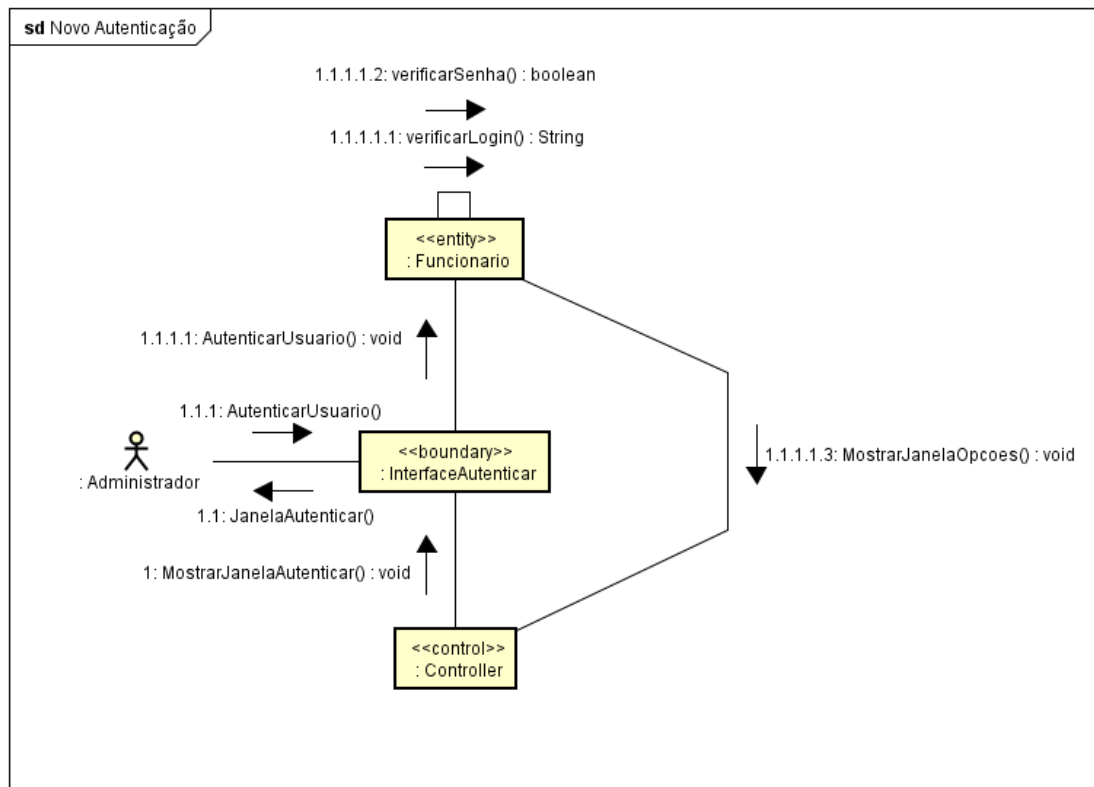 sd Novo Autenticação
1.1.1.1.2: verificarSenha() : boolean
1.1.1.1.1: verificarLogin() : String
<<entity>>
: Funcionario
1.1.1.1: AutenticarUsuario() : void
1.1.1: AutenticarUsuario()
<<boundary>>
: InterfaceAutenticar
: Administrador
1.1.1.1.3: MostrarJanelaOpcoes() : void
1.1: JanelaAutenticar()
1: MostrarJanelaAutenticar() : void
<<control>>
: Controller